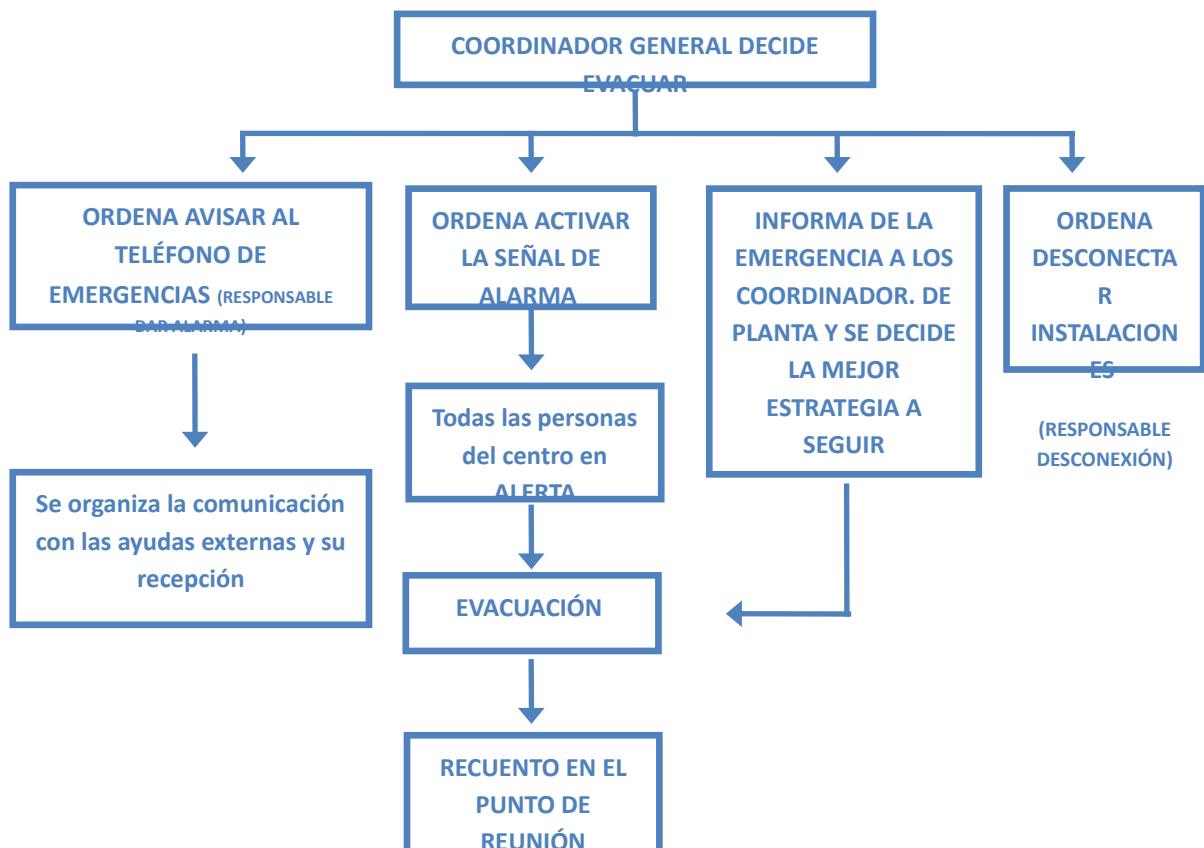 COORDINADOR GENERAL DECIDE
EVACUAR
ORDENA AVISAR AL
TELÉFONO DE
EMERGENCIAS (RESPONSABLE
DAR ALARMA)
ORDENA ACTIVAR
LA SEÑAL DE
ALARMA
INFORMA DE LA
EMERGENCIA A LOS
COORDINADOR. DE
PLANTA Y SE DECIDE
LA MEJOR
ESTRATEGIA A
SEGUIR
ORDENA
DESCONECTA
R
INSTALACION
ES
(RESPONSABLE
DESCONEXIÓN)
Todas las personas
del centro en
ALERTA
Se organiza la comunicación
con las ayudas externas y su
recepción
EVACUACIÓN
RECUENTO EN EL
PUNTO DE
REUNIÓN